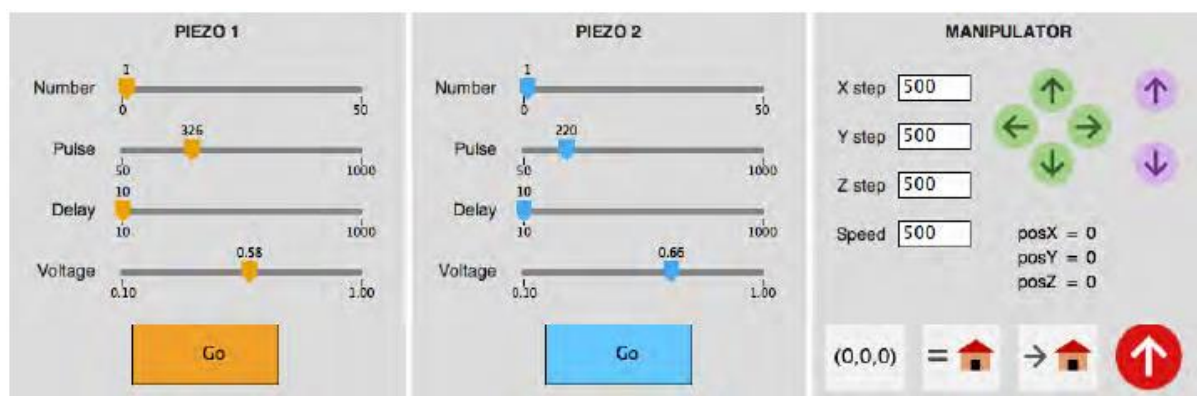 PIEZO 1
Number
1
0
50
Pulse
326
50
1000
Delay
10
10
1000
Voltage
0.58
0.10
1.00
Go
PIEZO 2
Number
1
0
50
Pulse
220
50
1000
Delay
10
10
1000
Voltage
0.66
0.10
1.00
Go
MANIPULATOR
X step 500
Y step 500
Z step 500
Speed 500
posX = 0
posY = 0
posZ = 0
(0,0,0)
=